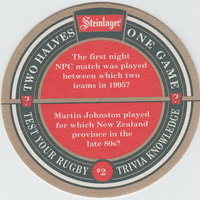 Steinlager
TWO HALVES
ONE GAME
The first night
NPC match was played
between which two
teams in 1995?
Martin Johnston played
for which New Zealand
province in the
late 80s?
TEST YOUR RUGBY
#2
TRIVIA KNOWLEDGE